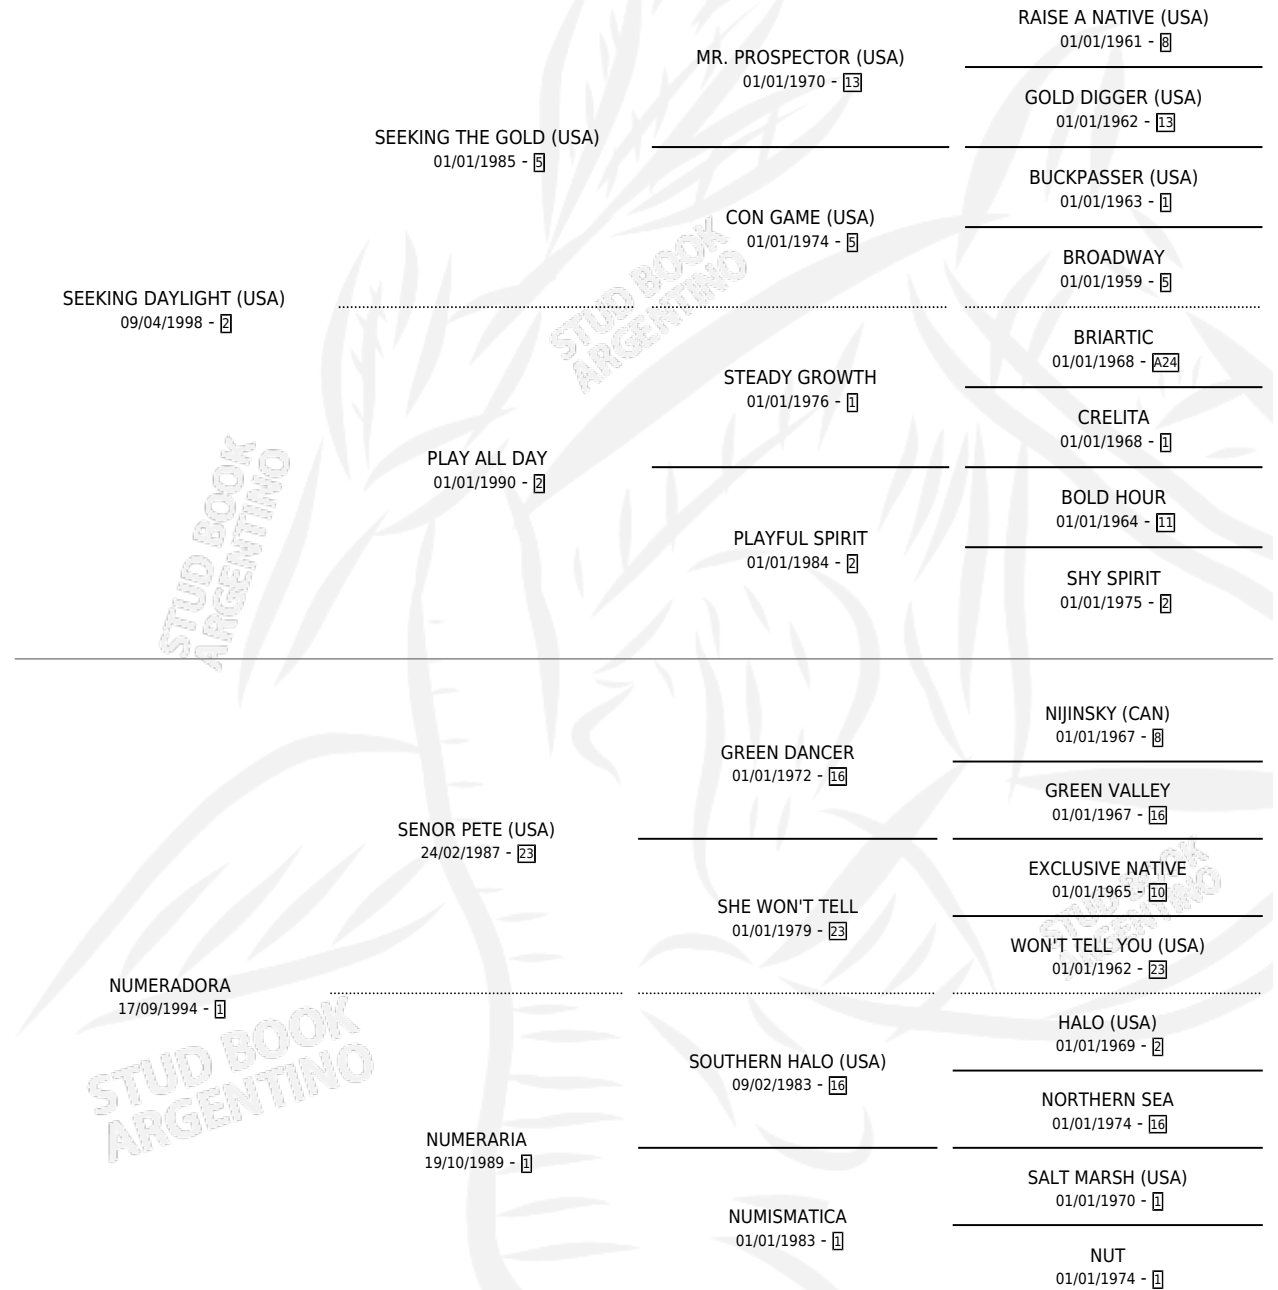 RAISE A NATIVE (USA)
01/01/1961 - 8
MR. PROSPECTOR (USA)
01/01/1970 - 13
GOLD DIGGER (USA)
01/01/1962 - 13
SEEKING THE GOLD (USA)
01/01/1985 - 5
BUCKPASSER (USA)
01/01/1963 - 1
CON GAME (USA)
01/01/1974 - 5
BROADWAY
01/01/1959 - 5
SEEKING DAYLIGHT (USA)
09/04/1998 - 2
BRIARTIC
01/01/1968 - A24
STEADY GROWTH
01/01/1976 - 1
CRELITA
01/01/1968 - 1
PLAY ALL DAY
01/01/1990 - 2
BOLD HOUR
01/01/1964 - 11
PLAYFUL SPIRIT
01/01/1984 - 2
SHY SPIRIT
01/01/1975 - 2
NIJINSKY (CAN)
01/01/1967 - 8
GREEN DANCER
01/01/1972 - 16
GREEN VALLEY
01/01/1967 - 16
SENOR PETE (USA)
24/02/1987 - 23
EXCLUSIVE NATIVE
01/01/1965 - 10
SHE WON'T TELL
01/01/1979 - 23
WON'T TELL YOU (USA)
01/01/1962 - 23
NUMERADORA
17/09/1994 - 1
HALO (USA)
01/01/1969 - 2
SOUTHERN HALO (USA)
09/02/1983 - 16
NORTHERN SEA
01/01/1974 - 16
NUMERARIA
19/10/1989 - 1
SALT MARSH (USA)
01/01/1970 - 1
NUMISMATICA
01/01/1983 - 1
NUT
01/01/1974 - 1
STUD BOOK
ARGENTINO
STUD BOOK
ARGENTINO
STUD BOOK
ARGENTINO
STUD BOOK
ARGENTINO